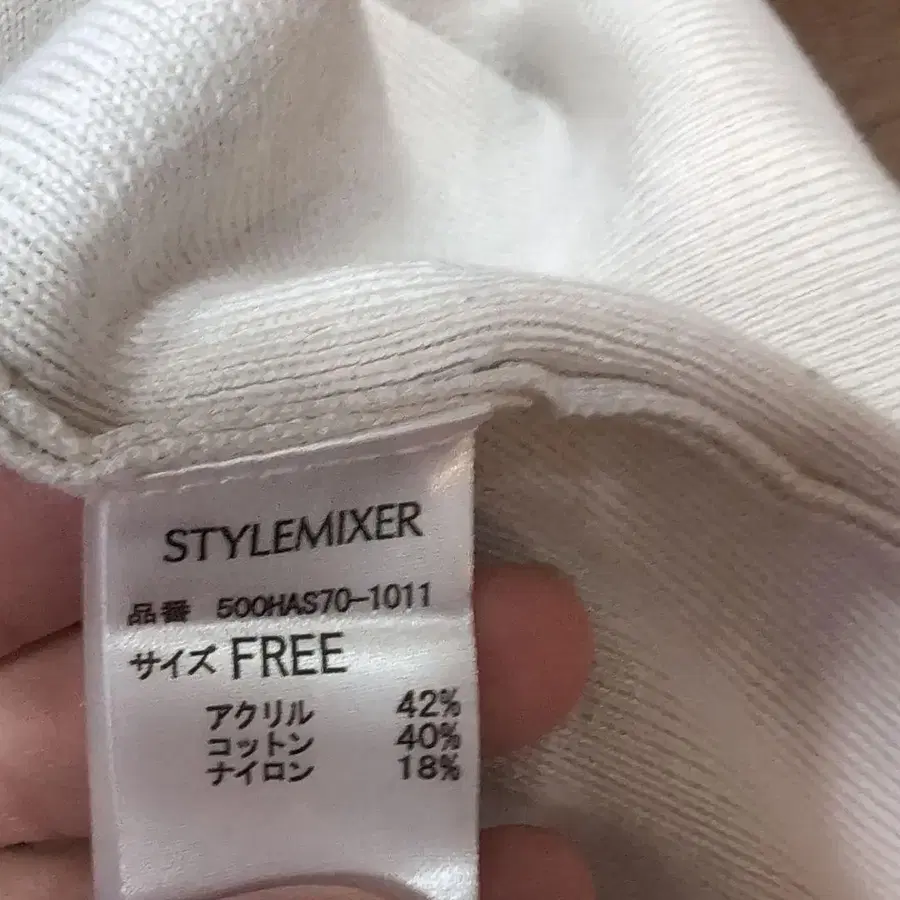 STYLEMIXER
品番 500HAS70-1011
サイズ FREE
アクリル 42%
コットン 40%
ナイロン 18%